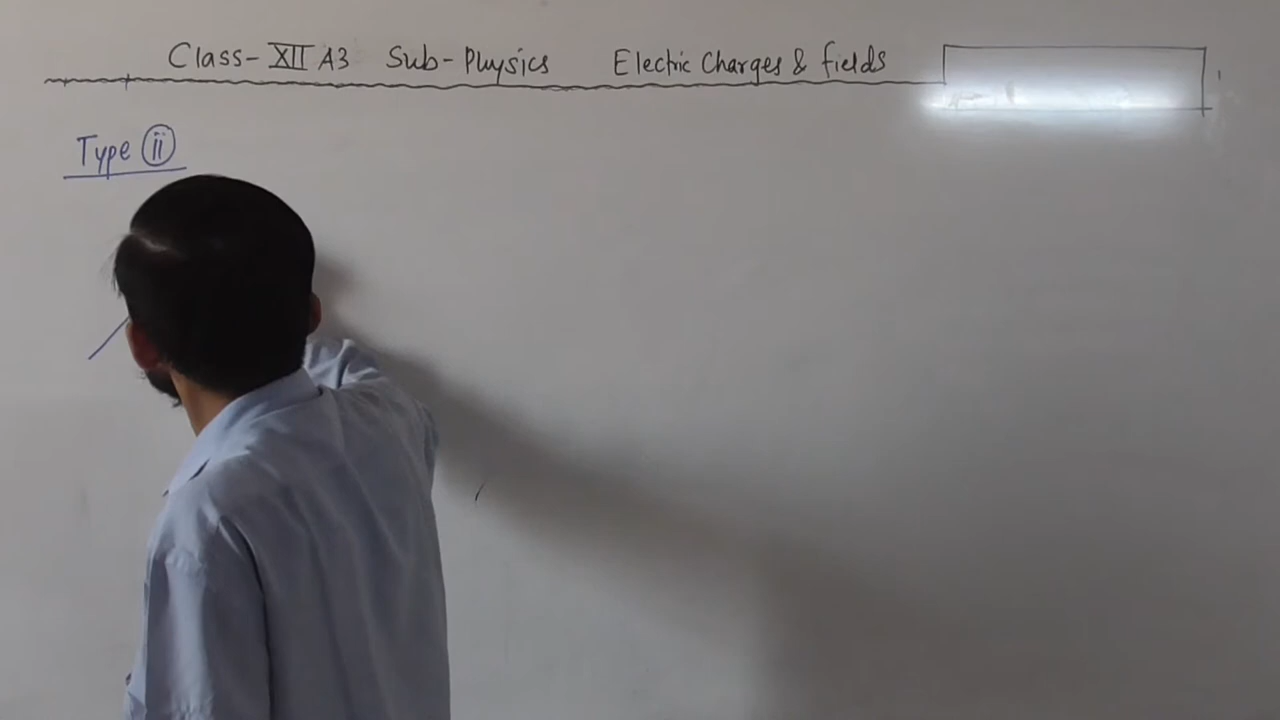 Class- XII A3 Sub- Physics Electric Charges & fields
Type ii